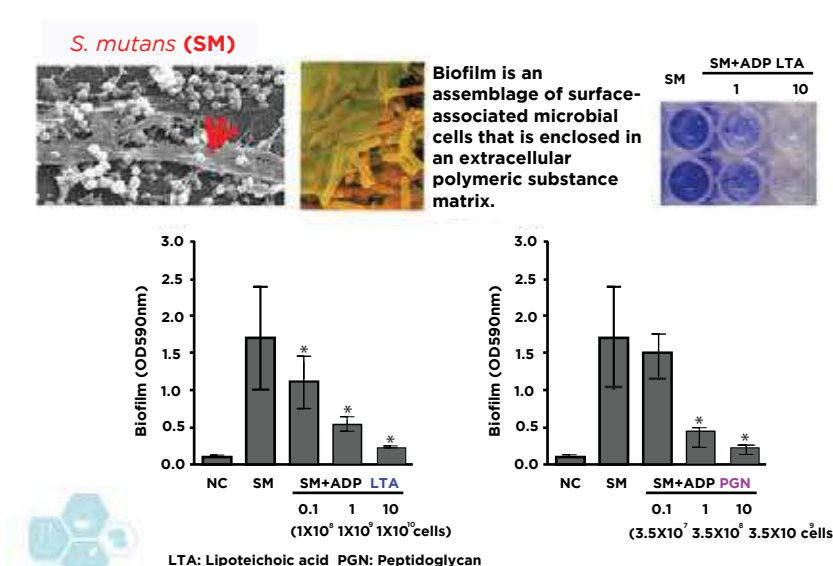 S. mutans (SM)
Biofilm is an
assemblage of surface-
associated microbial
cells that is enclosed in
an extracellular
polymeric substance
matrix.
SM+ADP LTA
SM
1 10
3.0
2.5
2.0
1.5
1.0
0.5
0.0
Biofilm (OD590nm)
* * *
NC SM SM+ADP LTA
0.1 1 10
(1X10⁸ 1X10⁹ 1X10¹⁰ cells)
3.0
2.5
2.0
1.5
1.0
0.5
0.0
Biofilm (OD590nm)
* *
NC SM SM+ADP PGN
0.1 1 10
(3.5X10⁷ 3.5X10⁸ 3.5X10 cells⁹
LTA: Lipoteichoic acid PGN: Peptidoglycan